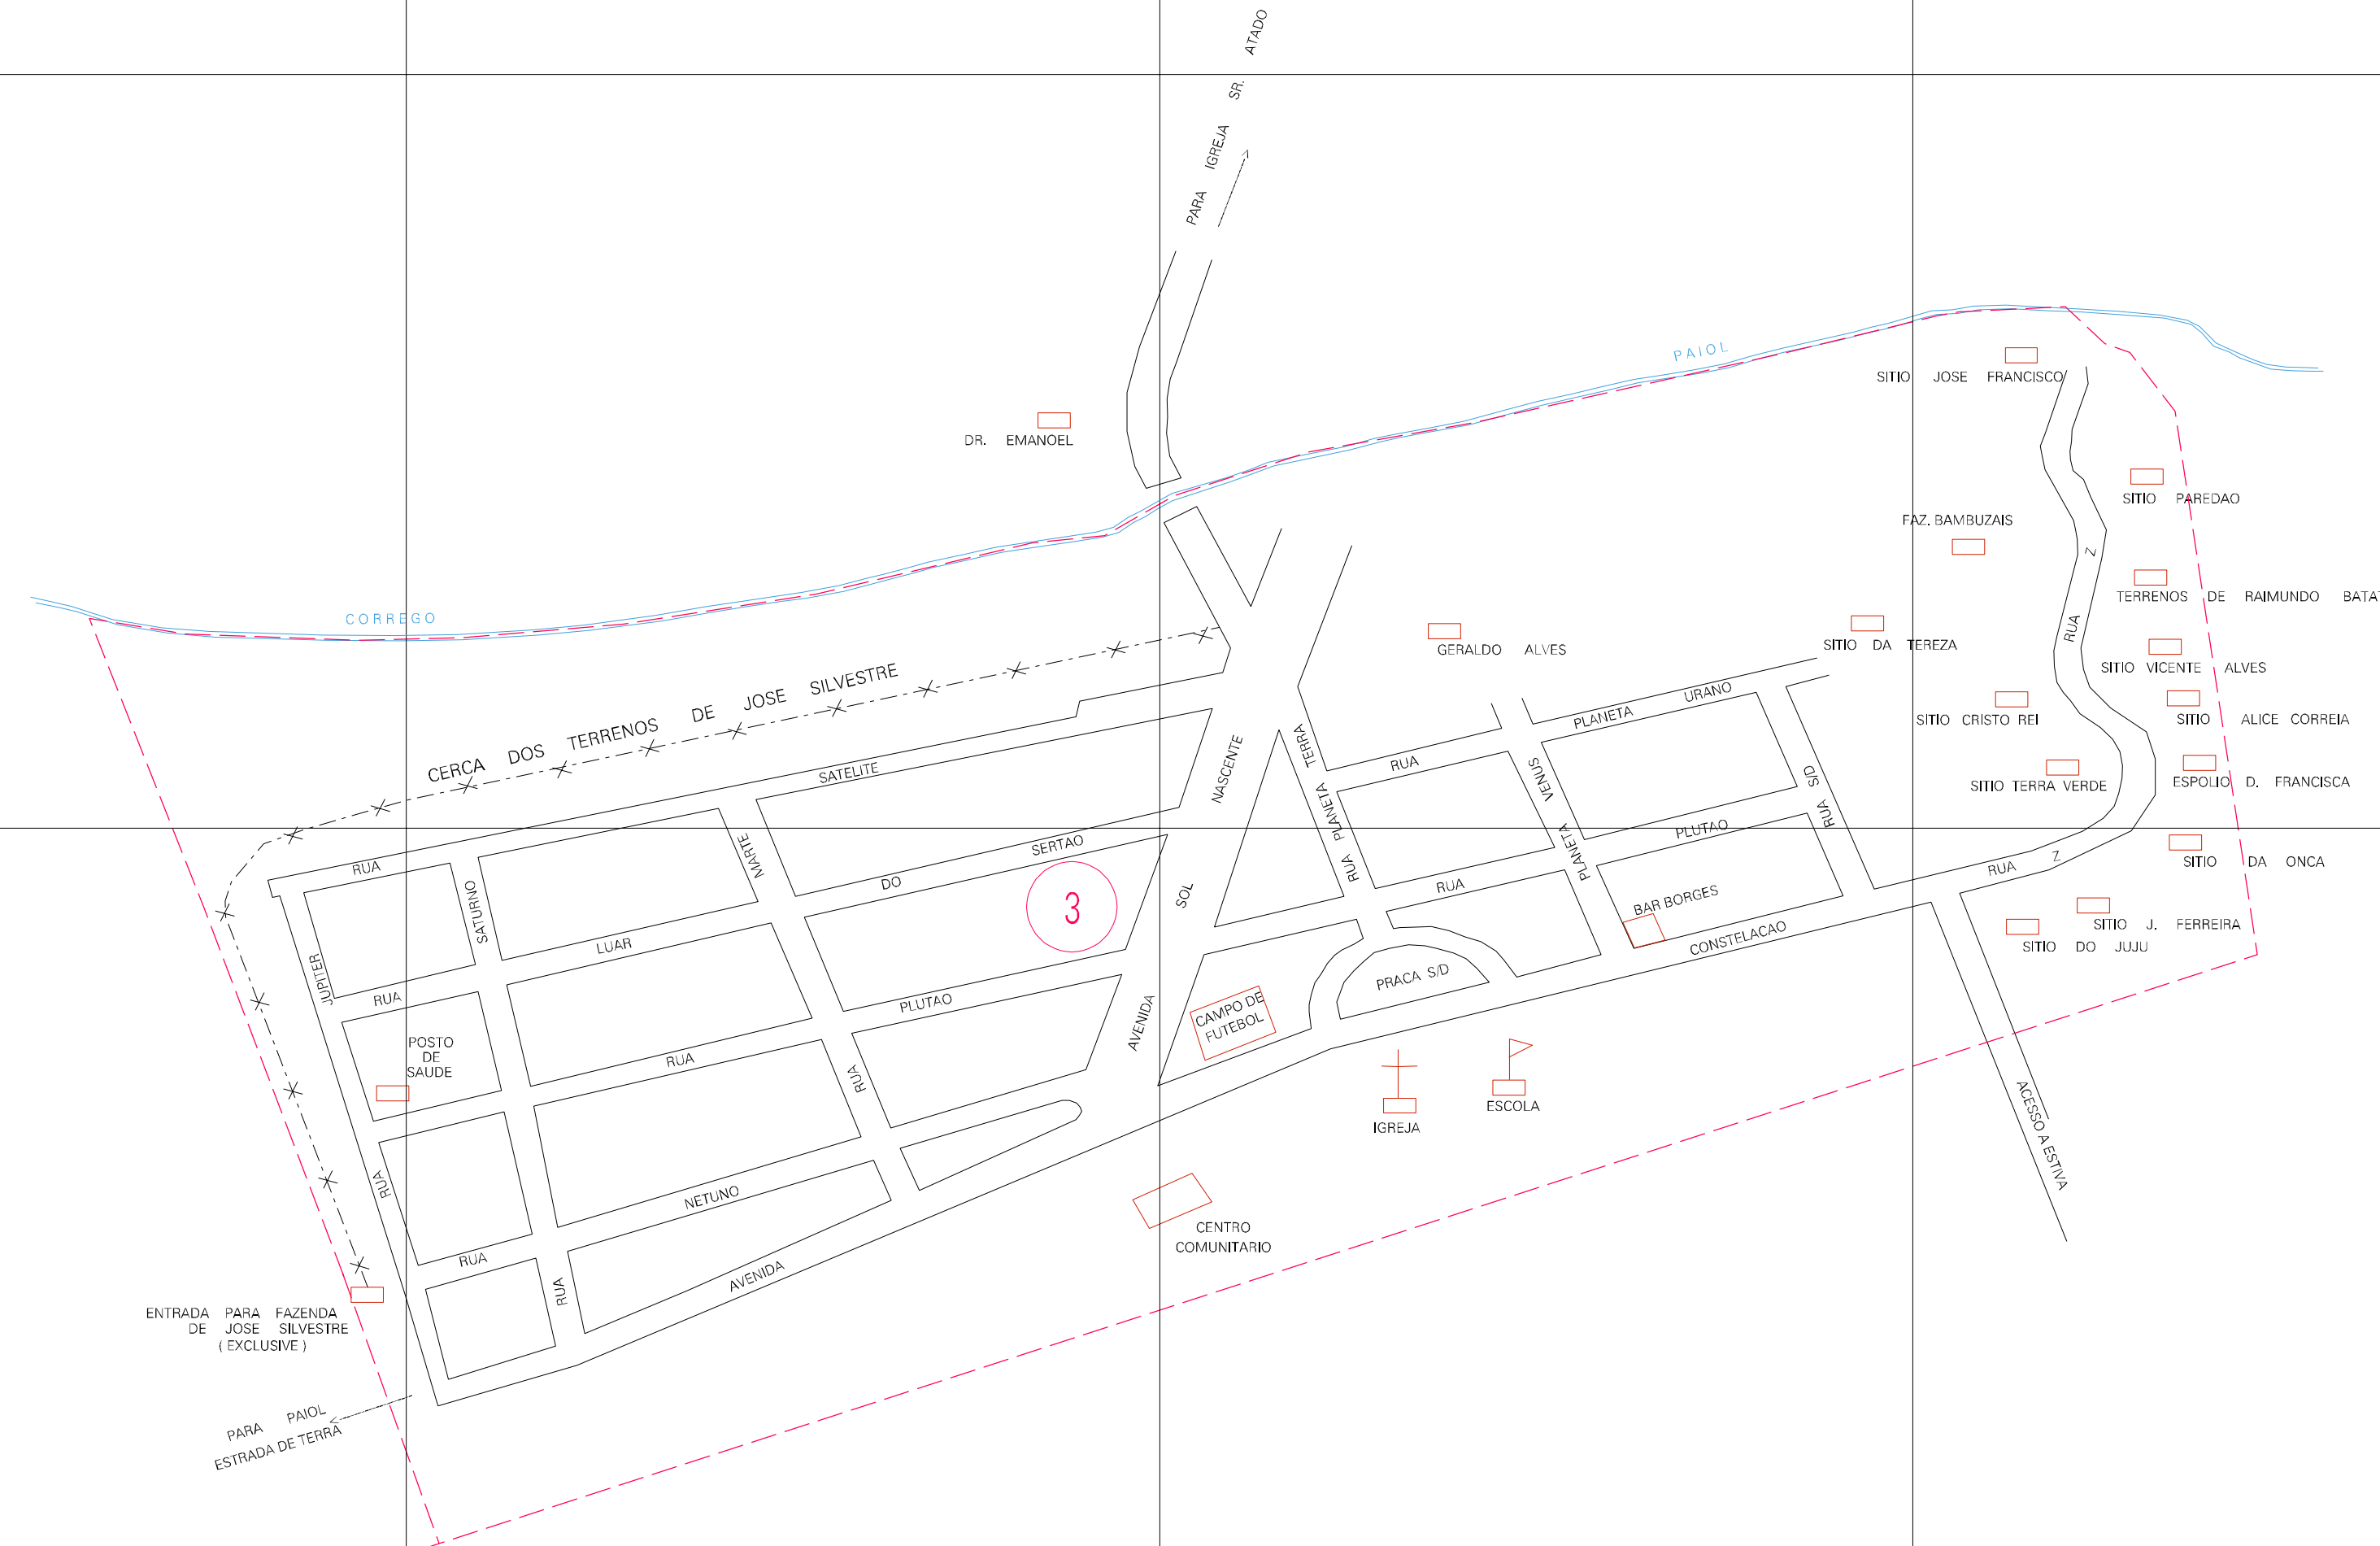 PARA IGREJA SR. ATADO
PAIOL
SITIO JOSE FRANCISCO
DR. EMANOEL
SITIO PAREDAO
FAZ. BAMBUZAIS
RUA Z
TERRENOS DE RAIMUNDO
CORREGO
GERALDO ALVES
SITIO DA TEREZA
SITIO VICENTE ALVES
CERCA DOS TERRENOS DE JOSE SILVESTRE
RUA PLANETA URANO
SITIO CRISTO REI
SITIO ALICE CORREIA
RUA SATELITE
AVENIDA SOL NASCENTE
RUA PLANETA TERRA
PLANETA VENUS
RUA S/D
SITIO TERRA VERDE
ESPOLIO D. FRANCISCA
RUA MARTE
RUA LUAR DO SERTAO
3
RUA PLUTAO
RUA Z
SITIO DA ONCA
RUA SATURNO
BAR BORGES
SITIO J. FERREIRA
SITIO DO JUJU
RUA JUPITER
AVENIDA CONSTELACAO
PRACA S/D
CAMPO DE
FUTEBOL
RUA PLUTAO
POSTO
DE
SAUDE
ESCOLA
IGREJA
ACESSO A ESTIVA
RUA NETUNO
CENTRO
COMUNITARIO
ENTRADA PARA FAZENDA
DE JOSE SILVESTRE
( EXCLUSIVE )
PARA PAIOL
ESTRADA DE TERRA